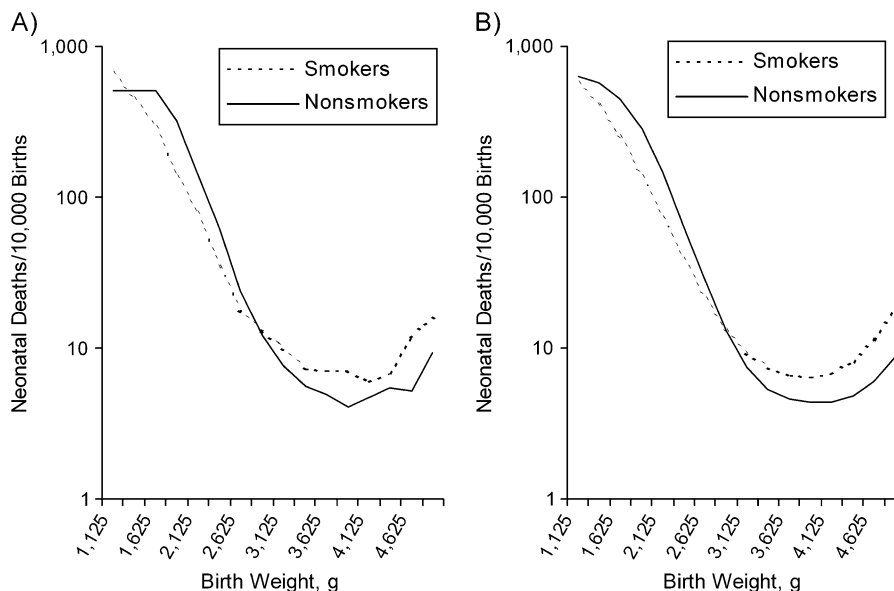 A)
1,000
100
10
1
Neonatal Deaths/10,000 Births
Smokers
Nonsmokers
1,125
1,625
2,125
2,625
3,125
3,625
4,125
4,625
Birth Weight, g
B)
1,000
100
10
1
Neonatal Deaths/10,000 Births
Smokers
Nonsmokers
1,125
1,625
2,125
2,625
3,125
3,625
4,125
4,625
Birth Weight, g